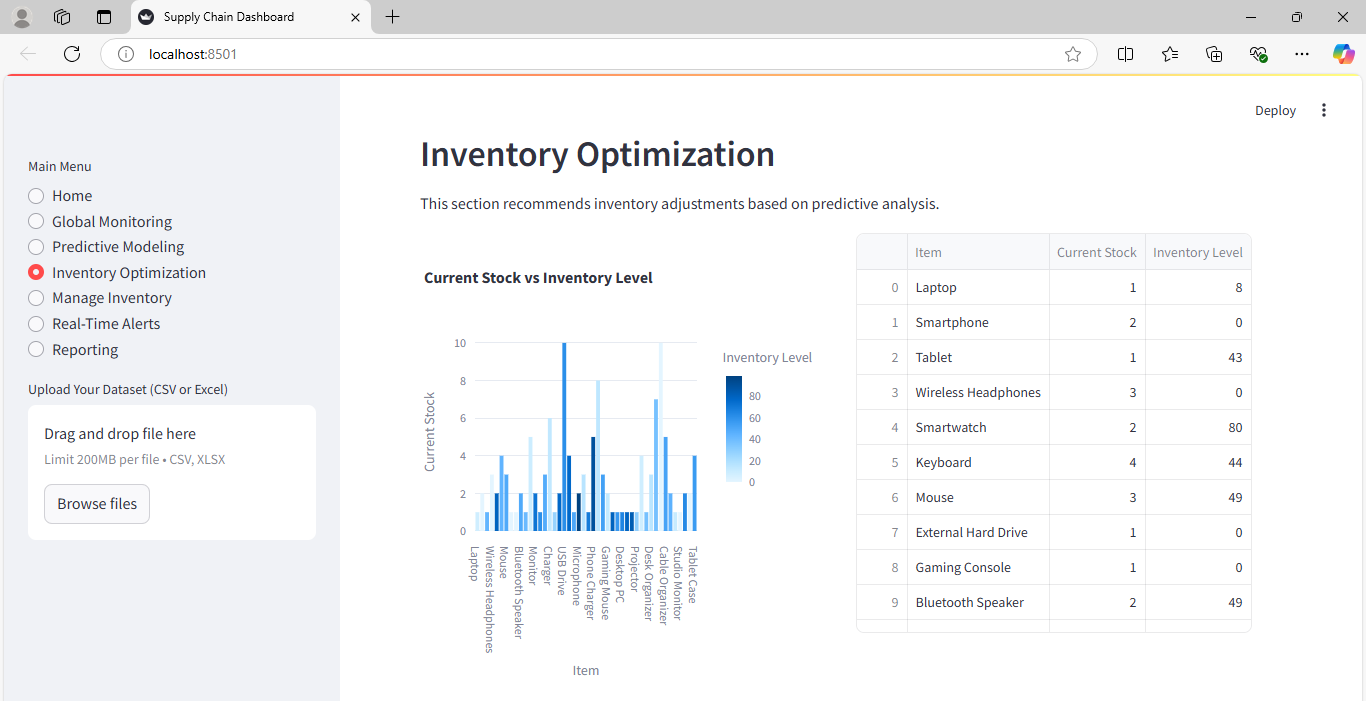 Supply Chain Dashboard
localhost:8501
Deploy
Main Menu
Home
Global Monitoring
Predictive Modeling
Inventory Optimization
Manage Inventory
Real-Time Alerts
Reporting
Upload Your Dataset (CSV or Excel)
Drag and drop file here
Limit 200MB per file • CSV, XLSX
Browse files
Inventory Optimization
This section recommends inventory adjustments based on predictive analysis.
Current Stock vs Inventory Level
Current Stock
10
8
6
4
2
0
Laptop
Wireless Headphones
Mouse
Bluetooth Speaker
Monitor
Charger
USB Drive
Microphone
Phone Charger
Gaming Mouse
Desktop PC
Projector
Desk Organizer
Cable Organizer
Studio Monitor
Tablet Case
Item
Inventory Level
80
60
40
20
0
Item Current Stock Inventory Level
0 Laptop 1 8
1 Smartphone 2 0
2 Tablet 1 43
3 Wireless Headphones 3 0
4 Smartwatch 2 80
5 Keyboard 4 44
6 Mouse 3 49
7 External Hard Drive 1 0
8 Gaming Console 1 0
9 Bluetooth Speaker 2 49